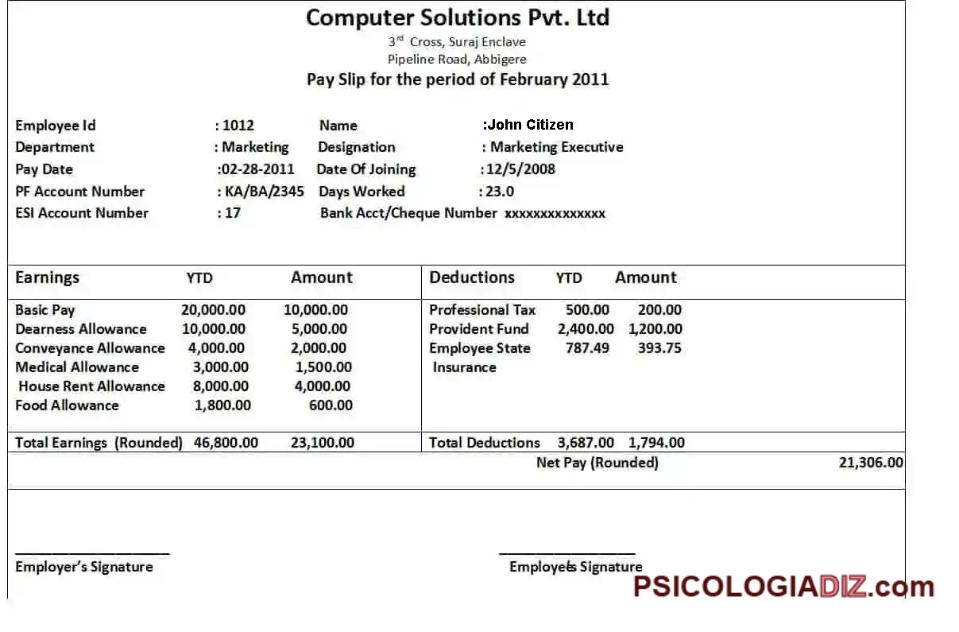 Computer Solutions Pvt. Ltd
3rd Cross, Suraj Enclave
Pipeline Road, Abbigere
Pay Slip for the period of February 2011
Employee Id : 1012 Name :John Citizen
Department : Marketing Designation : Marketing Executive
Pay Date :02-28-2011 Date Of Joining :12/5/2008
PF Account Number : KA/BA/2345 Days Worked :23.0
ESI Account Number : 17 Bank Acct/Cheque Number xxxxxxxxxxxxxx
Earnings YTD Amount Deductions YTD Amount
Basic Pay 20,000.00 10,000.00 Professional Tax 500.00 200.00
Dearness Allowance 10,000.00 5,000.00 Provident Fund 2,400.00 1,200.00
Conveyance Allowance 4,000.00 2,000.00 Employee State 787.49 393.75
Medical Allowance 3,000.00 1,500.00 Insurance
House Rent Allowance 8,000.00 4,000.00
Food Allowance 1,800.00 600.00
Total Earnings (Rounded) 46,800.00 23,100.00 Total Deductions 3,687.00 1,794.00
Net Pay (Rounded) 21,306.00
Employer's Signature Employee's Signature
PSICOLOGIADIZ.com